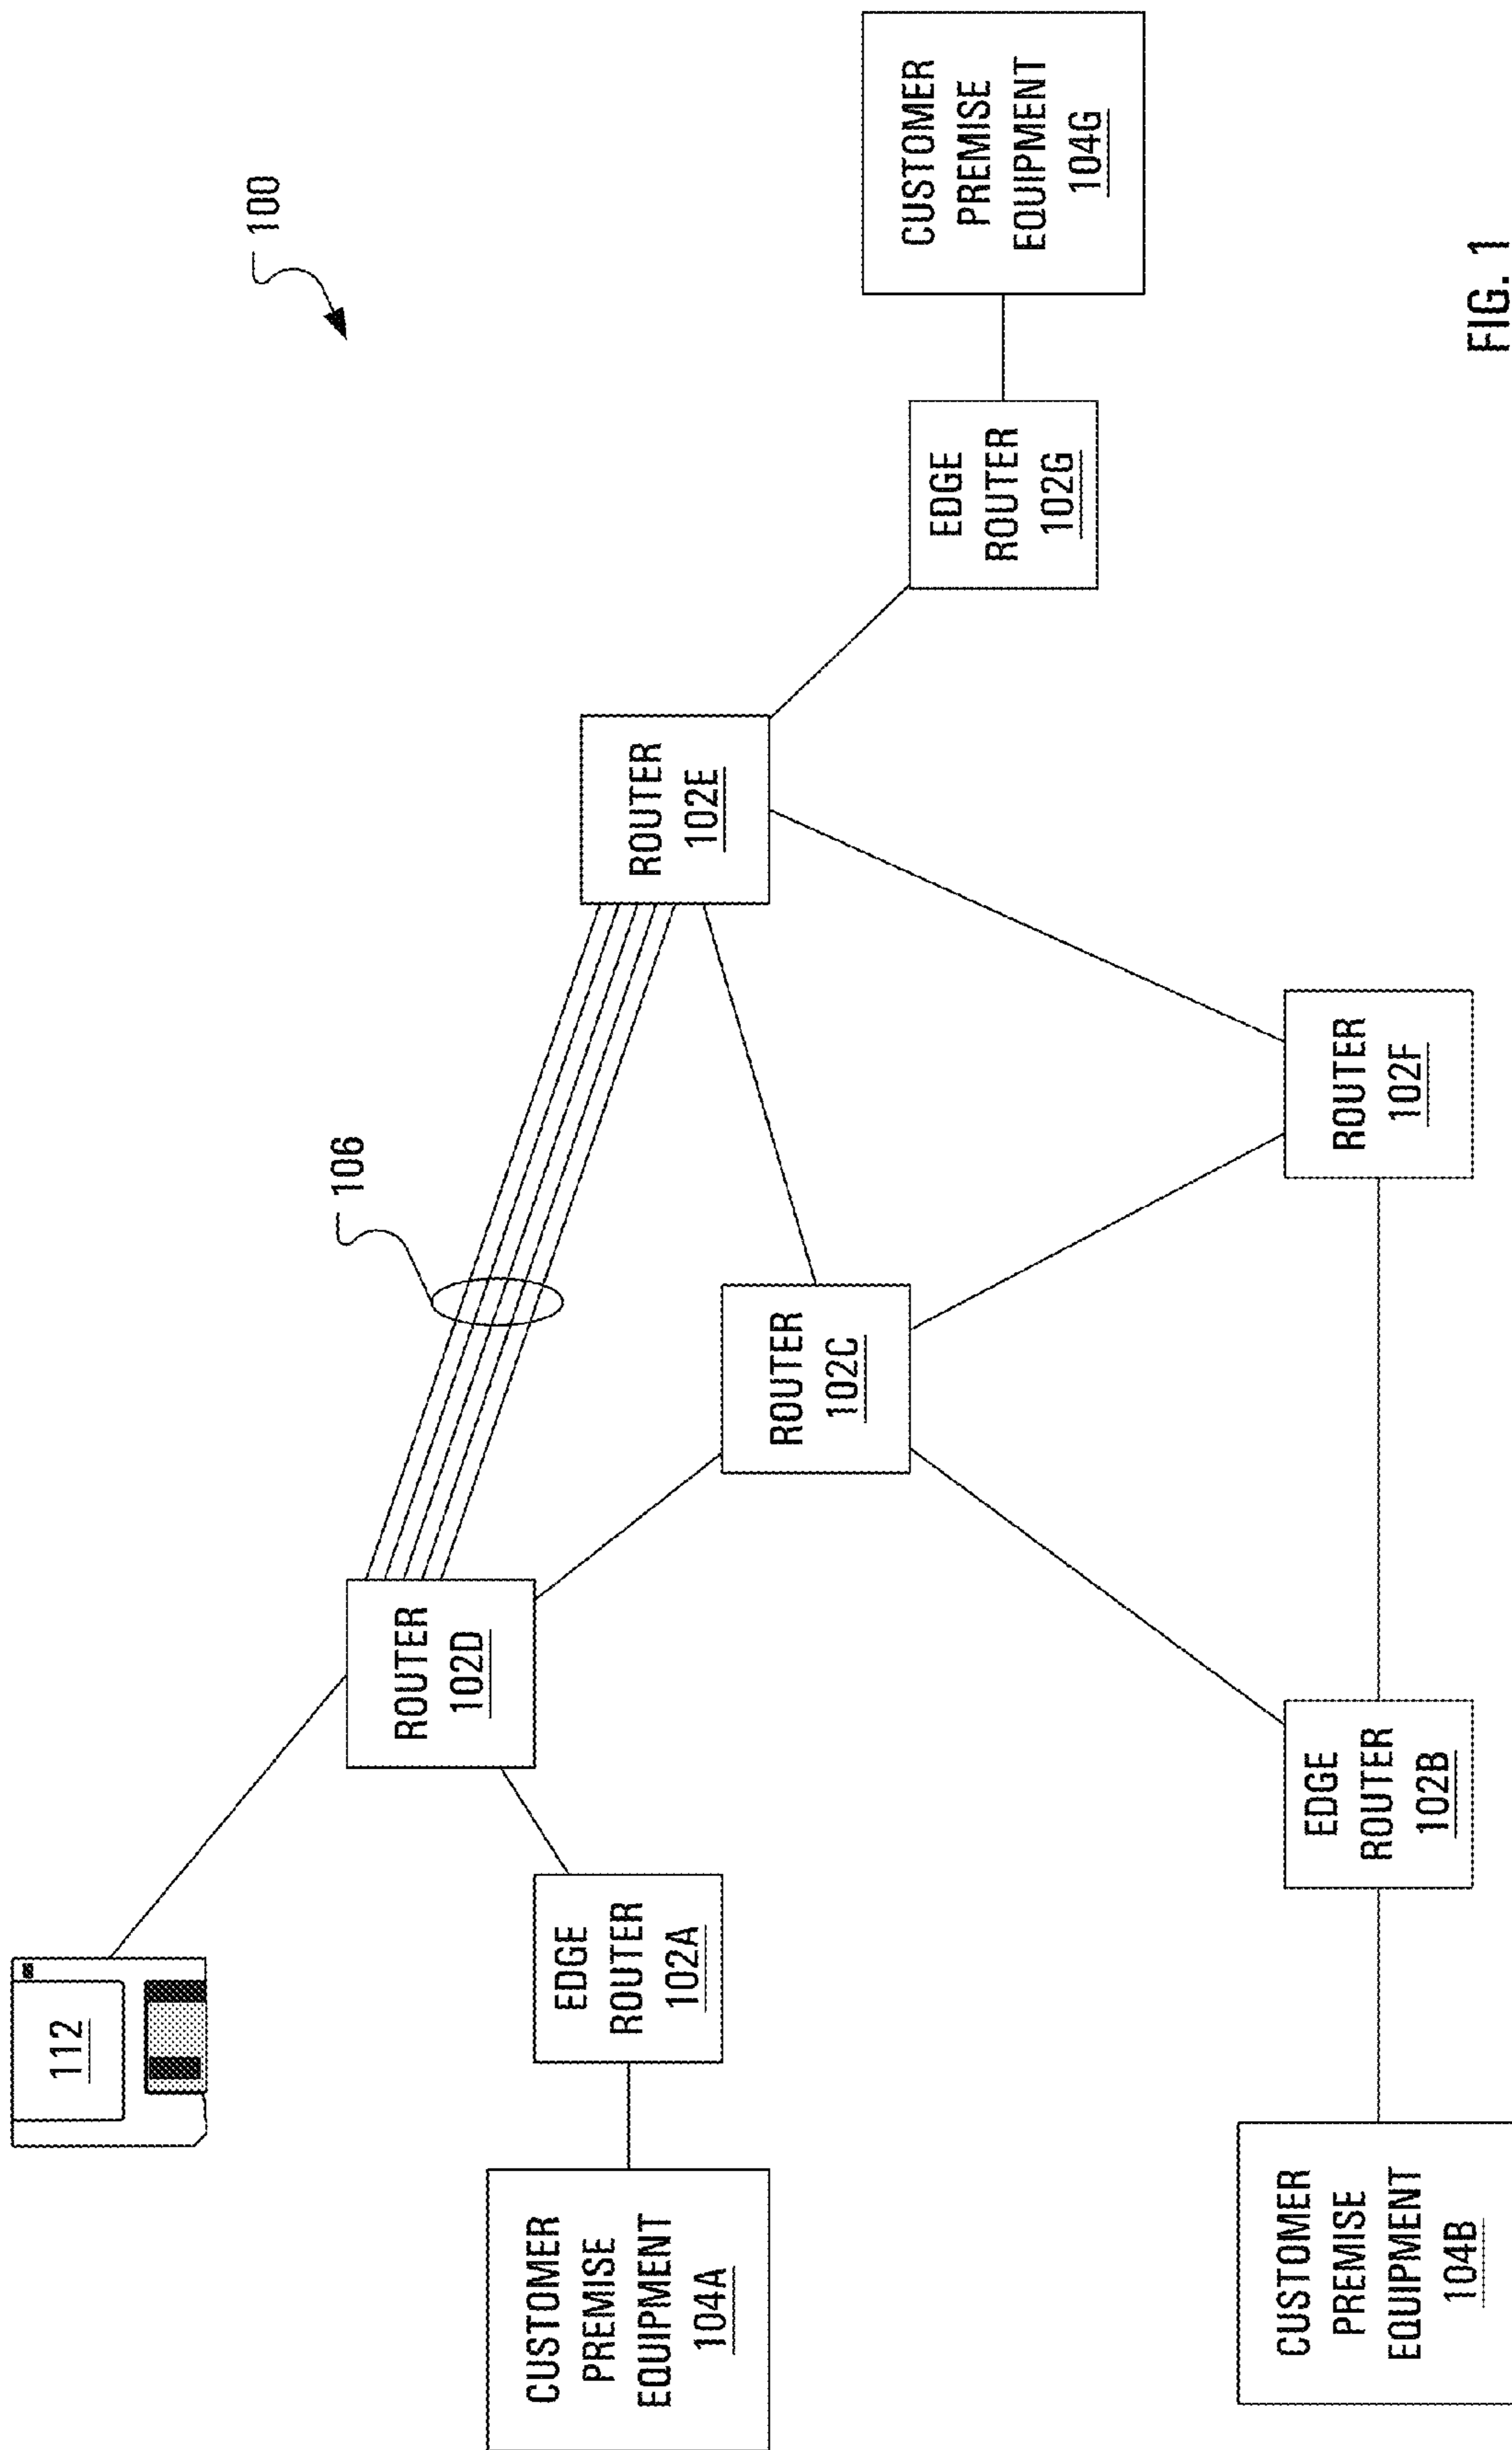 100
112
106
ROUTER
102D
CUSTOMER
PREMISE
EQUIPMENT
104A
EDGE
ROUTER
102A
ROUTER
102E
ROUTER
102C
CUSTOMER
PREMISE
EQUIPMENT
104G
EDGE
ROUTER
102G
CUSTOMER
PREMISE
EQUIPMENT
104B
EDGE
ROUTER
102B
ROUTER
102F
FIG. 1